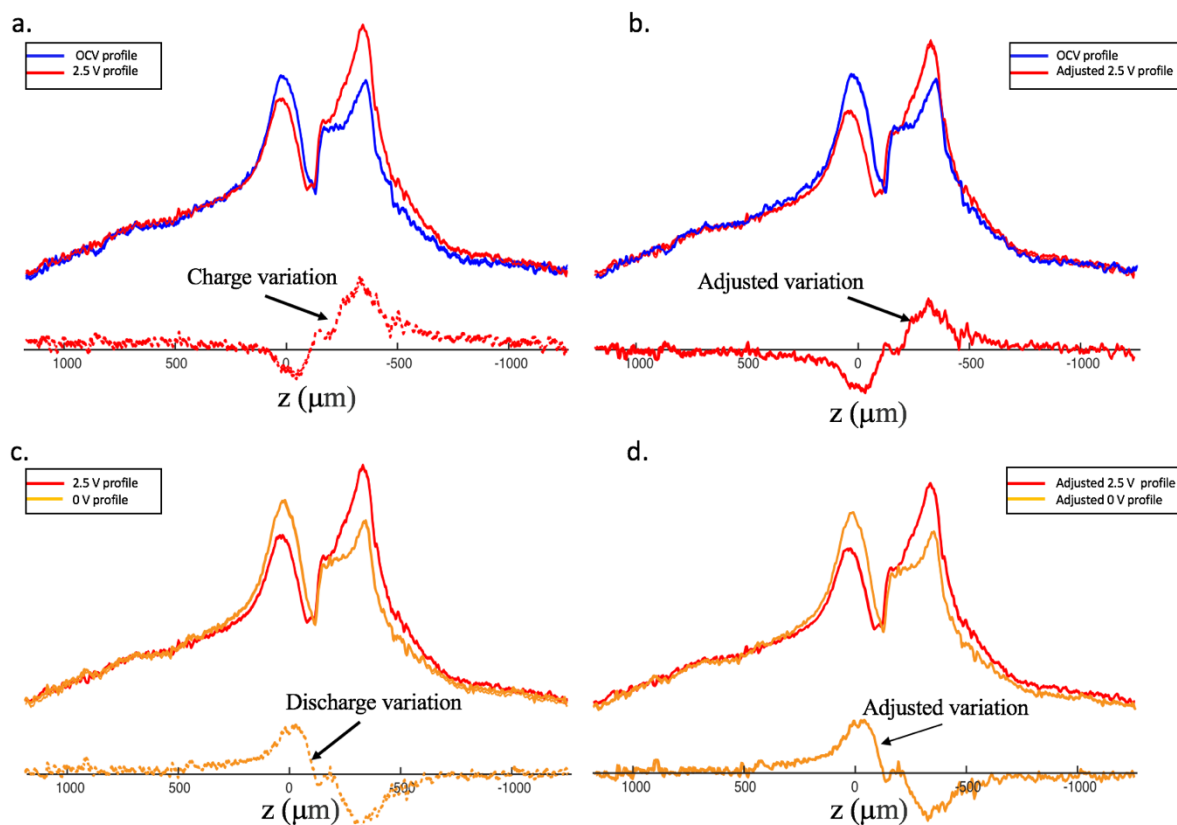 a.
OCV profile
2.5 V profile
Charge variation
1000 500 0 -500 -1000
z (μm)
b.
OCV profile
Adjusted 2.5 V profile
Adjusted variation
1000 500 0 -500 -1000
z (μm)
c.
2.5 V profile
0 V profile
Discharge variation
1000 500 0 -500 -1000
z (μm)
d.
Adjusted 2.5 V profile
Adjusted 0 V profile
Adjusted variation
1000 500 0 -500 -1000
z (μm)